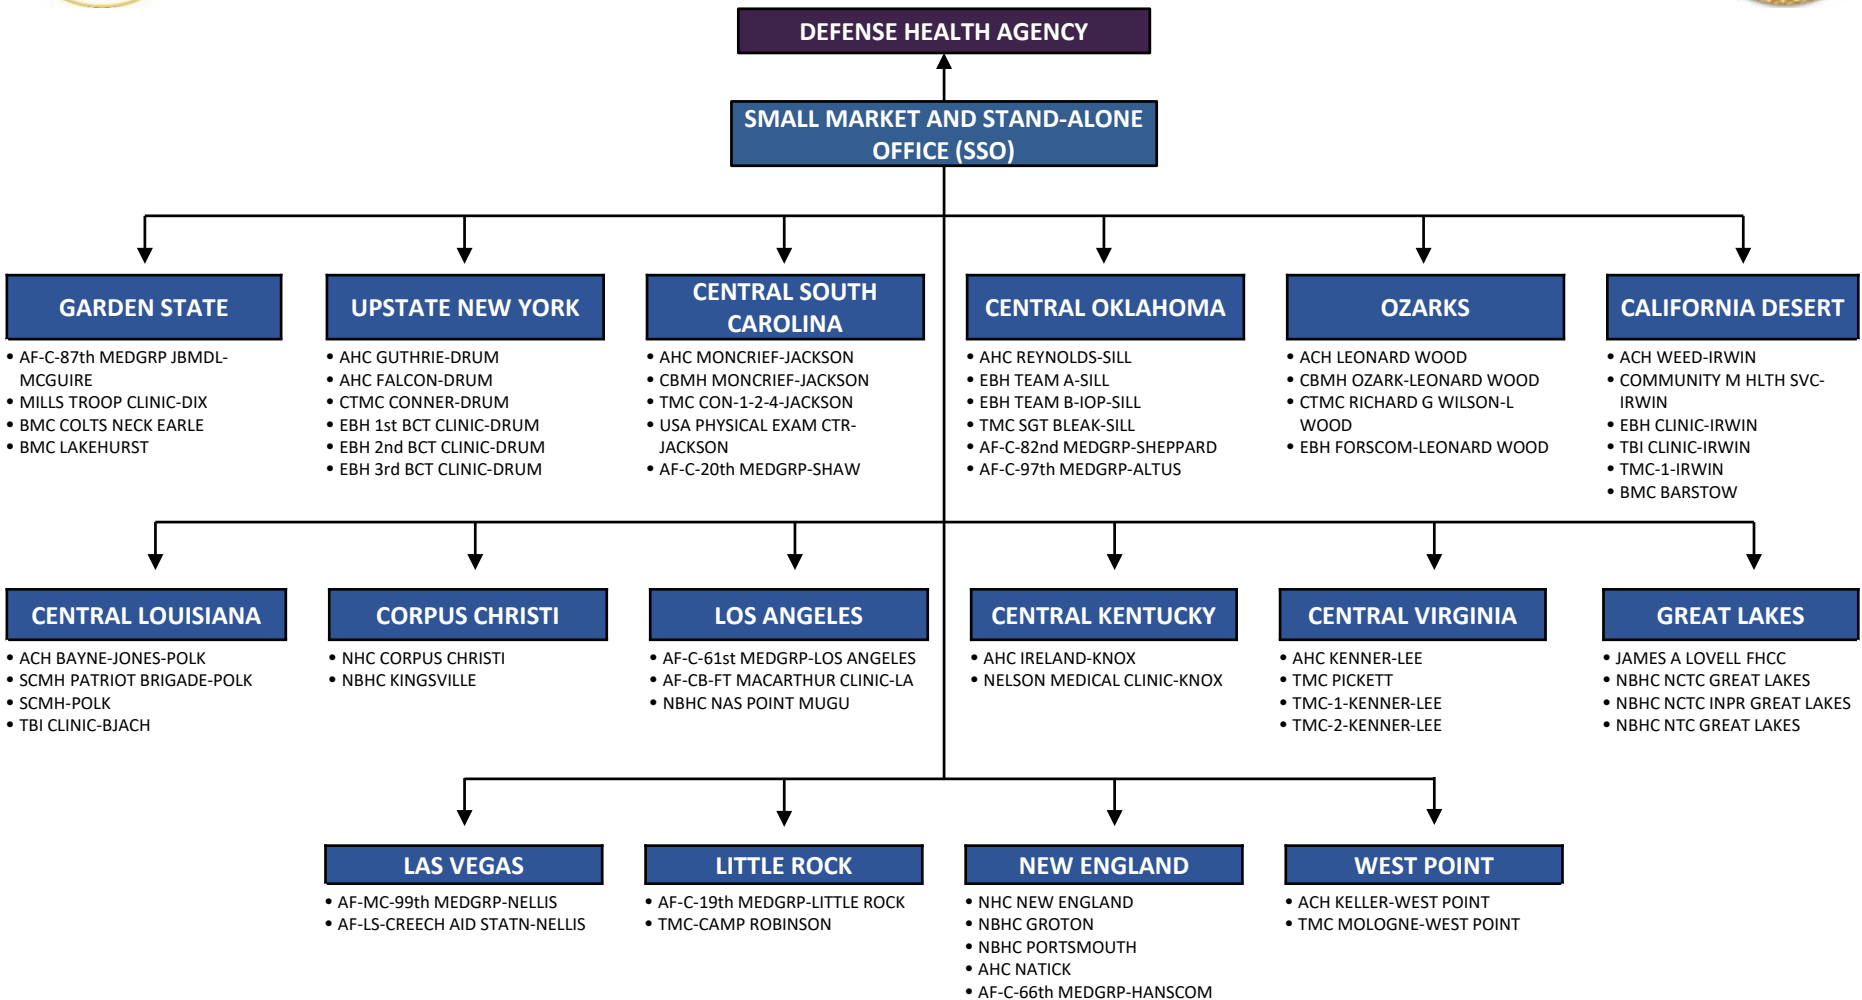 DEFENSE HEALTH AGENCY
SMALL MARKET AND STAND-ALONE
OFFICE (SSO)
GARDEN STATE
• AF-C-87th MEDGRP JBMDL-
MCGUIRE
• MILLS TROOP CLINIC-DIX
• BMC COLTS NECK EARLE
• BMC LAKEHURST
UPSTATE NEW YORK
• AHC GUTHRIE-DRUM
• AHC FALCON-DRUM
• CTMC CONNER-DRUM
• EBH 1st BCT CLINIC-DRUM
• EBH 2nd BCT CLINIC-DRUM
• EBH 3rd BCT CLINIC-DRUM
CENTRAL SOUTH
CAROLINA
• AHC MONCRIEF-JACKSON
• CBMH MONCRIEF-JACKSON
• TMC CON-1-2-4-JACKSON
• USA PHYSICAL EXAM CTR-
JACKSON
• AF-C-20th MEDGRP-SHAW
CENTRAL OKLAHOMA
• AHC REYNOLDS-SILL
• EBH TEAM A-SILL
• EBH TEAM B-IOP-SILL
• TMC SGT BLEAK-SILL
• AF-C-82nd MEDGRP-SHEPPARD
• AF-C-97th MEDGRP-ALTUS
OZARKS
• ACH LEONARD WOOD
• CBMH OZARK-LEONARD WOOD
• CTMC RICHARD G WILSON-L
WOOD
• EBH FORSCOM-LEONARD WOOD
CALIFORNIA DESERT
• ACH WEED-IRWIN
• COMMUNITY M HLTH SVC-
IRWIN
• EBH CLINIC-IRWIN
• TBI CLINIC-IRWIN
• TMC-1-IRWIN
• BMC BARSTOW
CENTRAL LOUISIANA
• ACH BAYNE-JONES-POLK
• SCMH PATRIOT BRIGADE-POLK
• SCMH-POLK
• TBI CLINIC-BJACH
CORPUS CHRISTI
• NHC CORPUS CHRISTI
• NBHC KINGSVILLE
LOS ANGELES
• AF-C-61st MEDGRP-LOS ANGELES
• AF-CB-FT MACARTHUR CLINIC-LA
• NBHC NAS POINT MUGU
CENTRAL KENTUCKY
• AHC IRELAND-KNOX
• NELSON MEDICAL CLINIC-KNOX
CENTRAL VIRGINIA
• AHC KENNER-LEE
• TMC PICKETT
• TMC-1-KENNER-LEE
• TMC-2-KENNER-LEE
GREAT LAKES
• JAMES A LOVELL FHCC
• NBHC NCTC GREAT LAKES
• NBHC NCTC INPR GREAT LAKES
• NBHC NTC GREAT LAKES
LAS VEGAS
• AF-MC-99th MEDGRP-NELLIS
• AF-LS-CREECH AID STATN-NELLIS
LITTLE ROCK
• AF-C-19th MEDGRP-LITTLE ROCK
• TMC-CAMP ROBINSON
NEW ENGLAND
• NHC NEW ENGLAND
• NBHC GROTON
• NBHC PORTSMOUTH
• AHC NATICK
• AF-C-66th MEDGRP-HANSCOM
WEST POINT
• ACH KELLER-WEST POINT
• TMC MOLOGNE-WEST POINT